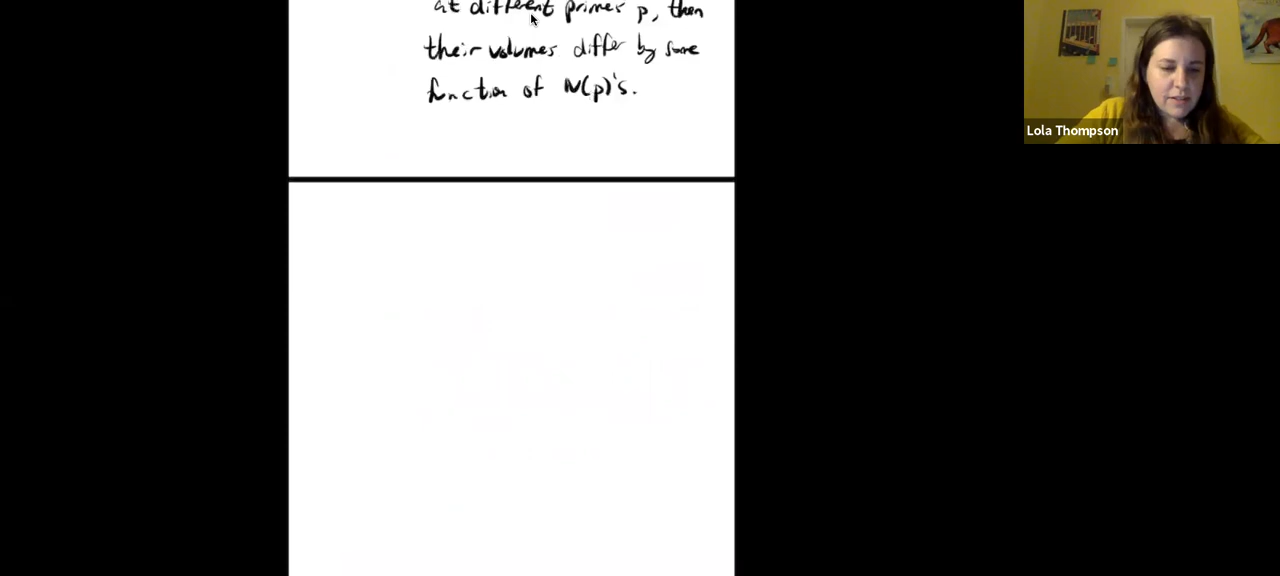 at different primes p, then
their volumes differ by some
function of N(p)'s.
Lola Thompson